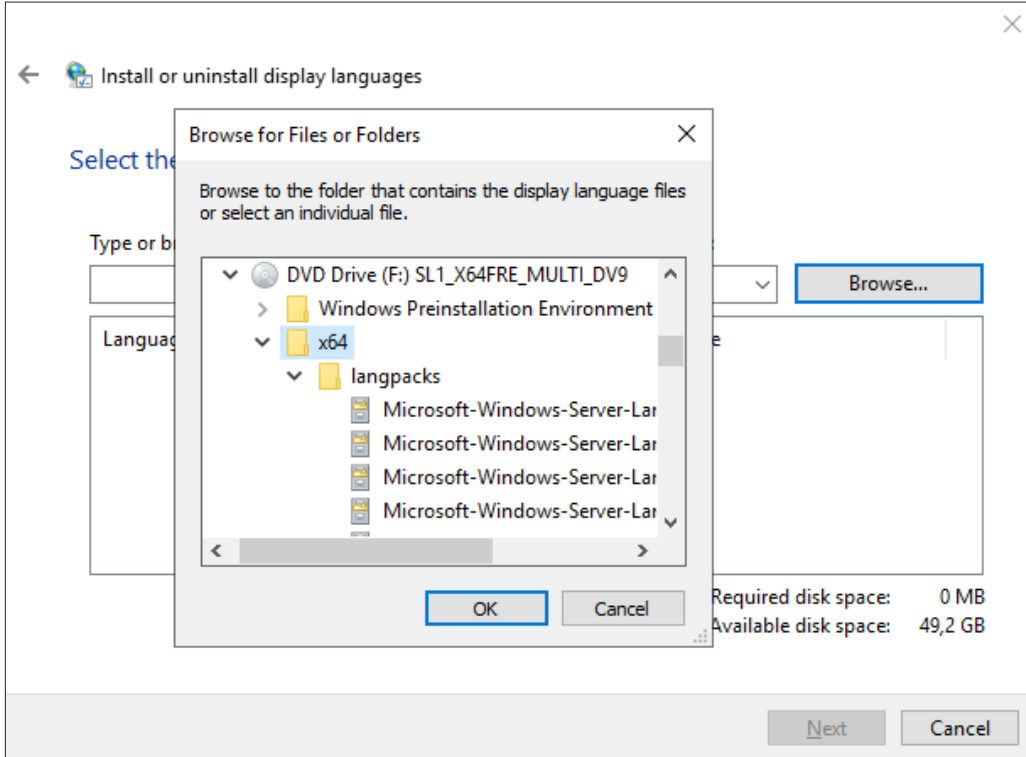 Install or uninstall display languages
Browse for Files or Folders
Select the
Browse to the folder that contains the display language files
or select an individual file.
Type or b
DVD Drive (F:) SL1_X64FRE_MULTI_DV9
Browse...
Windows Preinstallation Environment
Languag
x64
e
langpacks
Microsoft-Windows-Server-Lar
Microsoft-Windows-Server-Lar
Microsoft-Windows-Server-Lar
Microsoft-Windows-Server-Lar
OK
Cancel
Required disk space: 0 MB
Available disk space: 49,2 GB
Next
Cancel